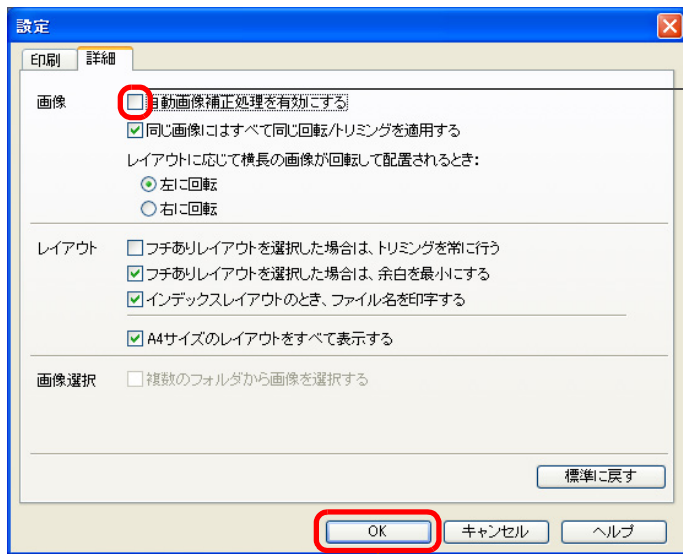 設定
印刷 詳細
画像 自動画像補正処理を有効にする
同じ画像にはすべて同じ回転/トリミングを適用する
レイアウトに応じて横長の画像が回転して配置されるとき:
左に回転
右に回転
レイアウト フチありレイアウトを選択した場合は、トリミングを常に行う
フチありレイアウトを選択した場合は、余白を最小にする
インデックスレイアウトのとき、ファイル名を印字する
A4サイズのレイアウトをすべて表示する
画像選択 複数のフォルダから画像を選択する
標準に戻す
OK キャンセル ヘルプ